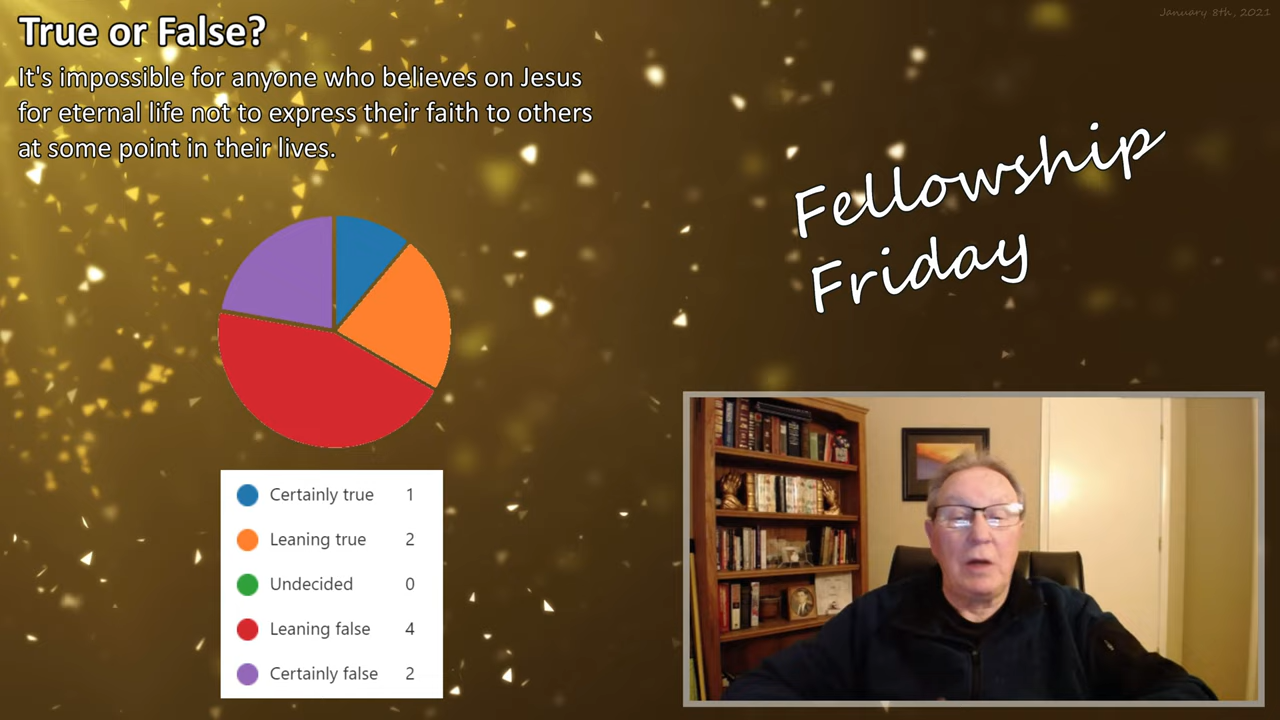 True or False?
It's impossible for anyone who believes on Jesus
for eternal life not to express their faith to others
at some point in their lives.
January 8th, 2021
Fellowship
Friday
Certainly true 1
Leaning true 2
Undecided 0
Leaning false 4
Certainly false 2